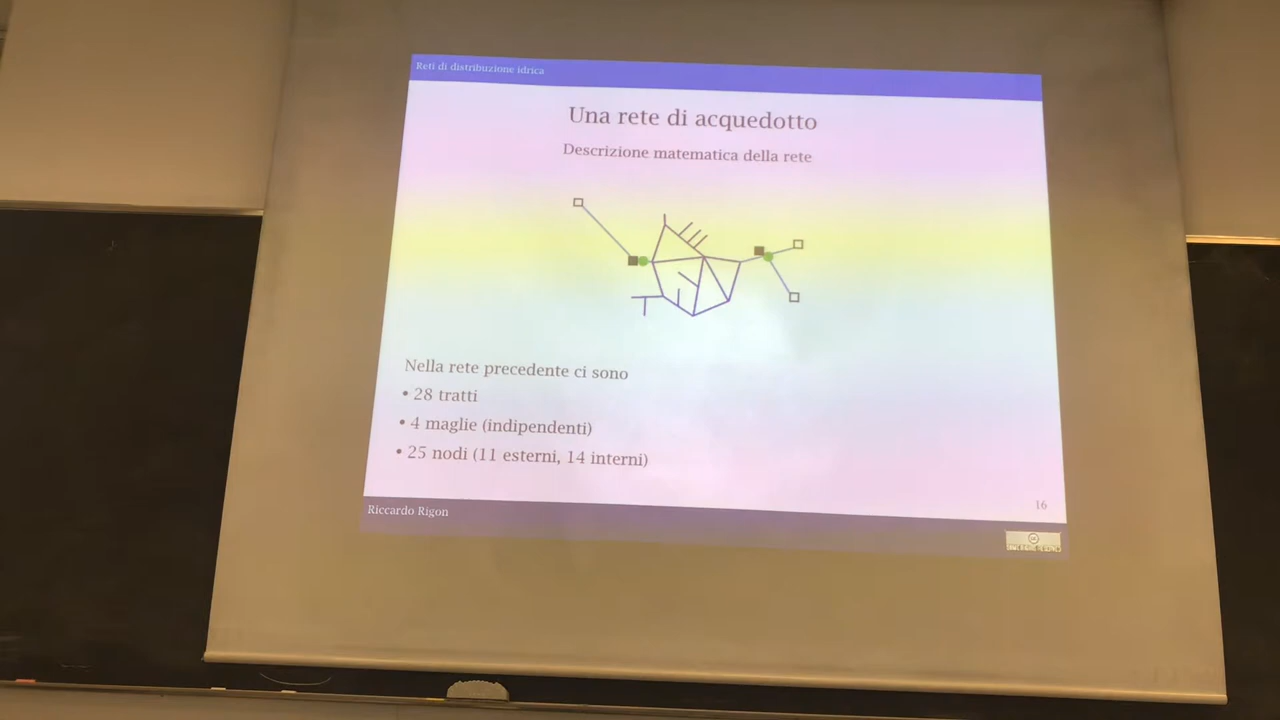 Reti di distribuzione idrica
Una rete di acquedotto
Descrizione matematica della rete
Nella rete precedente ci sono
• 28 tratti
• 4 maglie (indipendenti)
• 25 nodi (11 esterni, 14 interni)
16
Riccardo Rigon